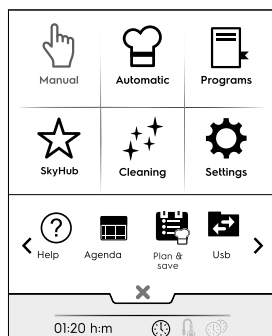 Manual Automatic Programs
SkyHub Cleaning Settings
Help Agenda Plan & save Usb
01:20 h:m